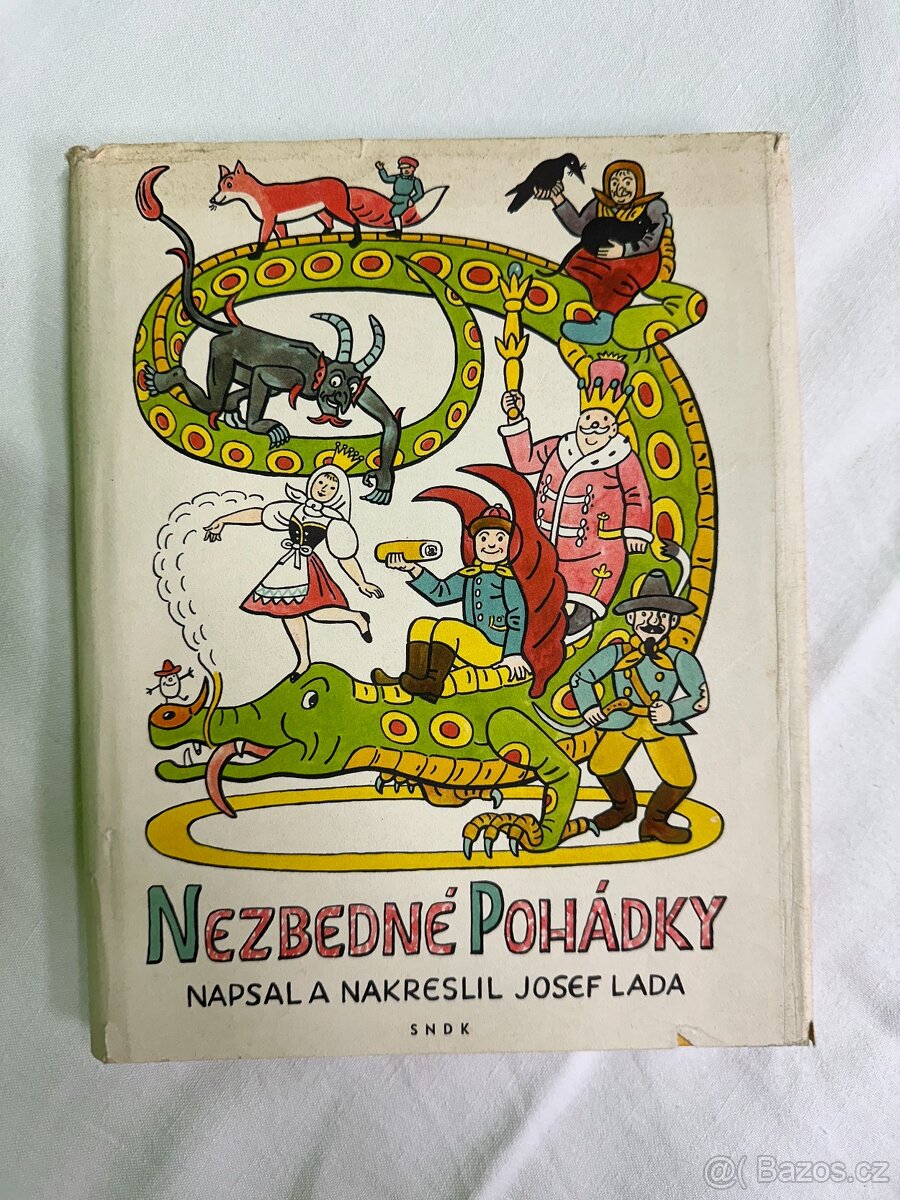 NEZBEDNÉ POHÁDKY
NAPSAL A NAKRESLIL JOSEF LADA
SNDK
@( Bazos.cz